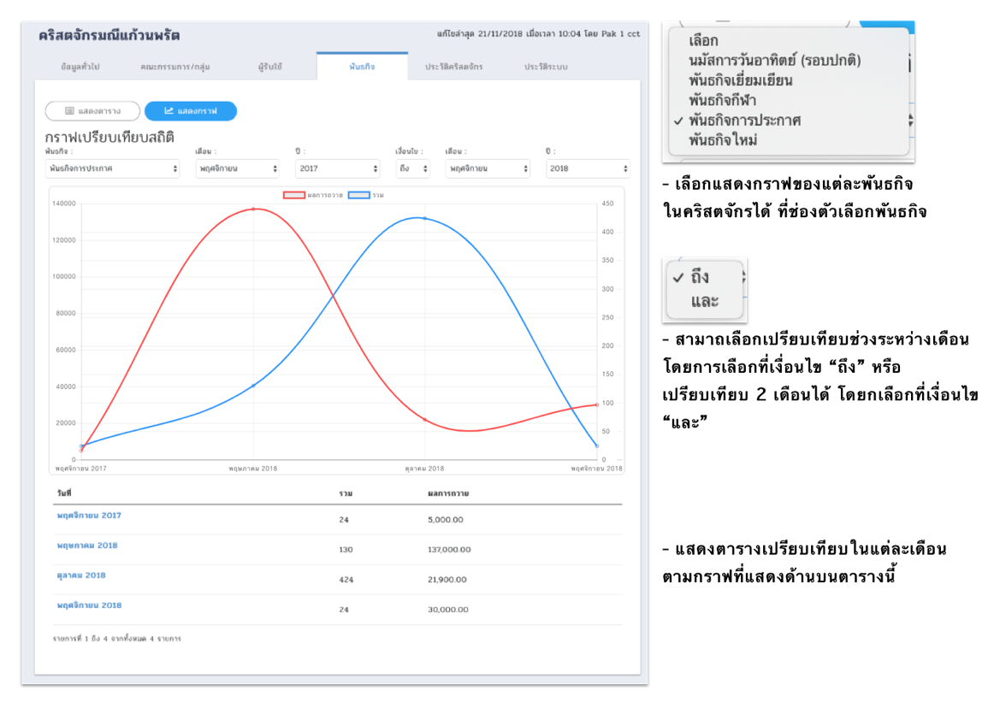 คริสตจักรมณีแก้วนพรัต
แก้ไขล่าสุด 21/11/2018 เมื่อเวลา 10:04 โดย Pak 1 cct
ข้อมูลทั่วไป คณะกรรมการ/กลุ่ม ผู้รับใช้ พันธกิจ ประวัติคริสตจักร ประวัติระบบ
แสดงตาราง แสดงกราฟ
กราฟเปรียบเทียบสถิติ
พันธกิจ : เดือน : ปี : เงื่อนไข : เดือน : ปี :
พันธกิจการประกาศ พฤศจิกายน 2017 ถึง พฤศจิกายน 2018
ผลการถวาย รวม
140000 450
400
120000
350
100000
300
80000
250
60000 200
150
40000
100
20000
50
0 0
พฤศจิกายน 2017 พฤษภาคม 2018 ตุลาคม 2018 พฤศจิกายน 2018
วันที่ รวม ผลการถวาย
พฤศจิกายน 2017 24 5,000.00
พฤษภาคม 2018 130 137,000.00
ตุลาคม 2018 424 21,900.00
พฤศจิกายน 2018 24 30,000.00
รายการที่ 1 ถึง 4 จากทั้งหมด 4 รายการ
เลือก
นมัสการวันอาทิตย์ (รอบปกติ)
พันธกิจเยี่ยมเยียน
พันธกิจกีฬา
✓ พันธกิจการประกาศ
พันธกิจใหม่
- เลือกแสดงกราฟของแต่ละพันธกิจ
ในคริสตจักรได้ ที่ช่องตัวเลือกพันธกิจ
✓ ถึง
และ
- สามาถเลือกเปรียบเทียบช่วงระหว่างเดือน
โดยการเลือกที่เงื่อนไข “ถึง” หรือ
เปรียบเทียบ 2 เดือนได้ โดยกเลือกที่เงื่อนไข
“และ”
- แสดงตารางเปรียบเทียบในแต่ละเดือน
ตามกราฟที่แสดงด้านบนตารางนี้